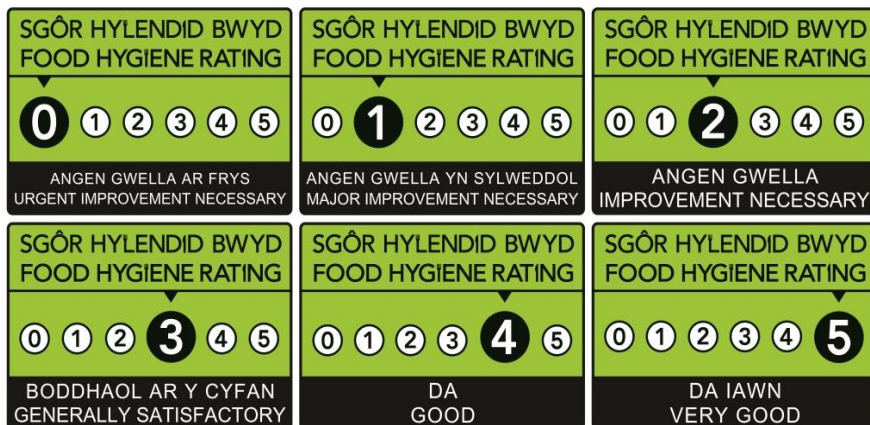 SGÔR HYLENDID BWYD
FOOD HYGIENE RATING
0 1 2 3 4 5
ANGEN GWELLA AR FRYS
URGENT IMPROVEMENT NECESSARY
SGÔR HYLENDID BWYD
FOOD HYGIENE RATING
0 1 2 3 4 5
ANGEN GWELLA YN SYLWEDDOL
MAJOR IMPROVEMENT NECESSARY
SGÔR HYLENDID BWYD
FOOD HYGIENE RATING
0 1 2 3 4 5
ANGEN GWELLA
IMPROVEMENT NECESSARY
SGÔR HYLENDID BWYD
FOOD HYGIENE RATING
0 1 2 3 4 5
BODDHAOL AR Y CYFAN
GENERALLY SATISFACTORY
SGÔR HYLENDID BWYD
FOOD HYGIENE RATING
0 1 2 3 4 5
DA
GOOD
SGÔR HYLENDID BWYD
FOOD HYGIENE RATING
0 1 2 3 4 5
DA IAWN
VERY GOOD